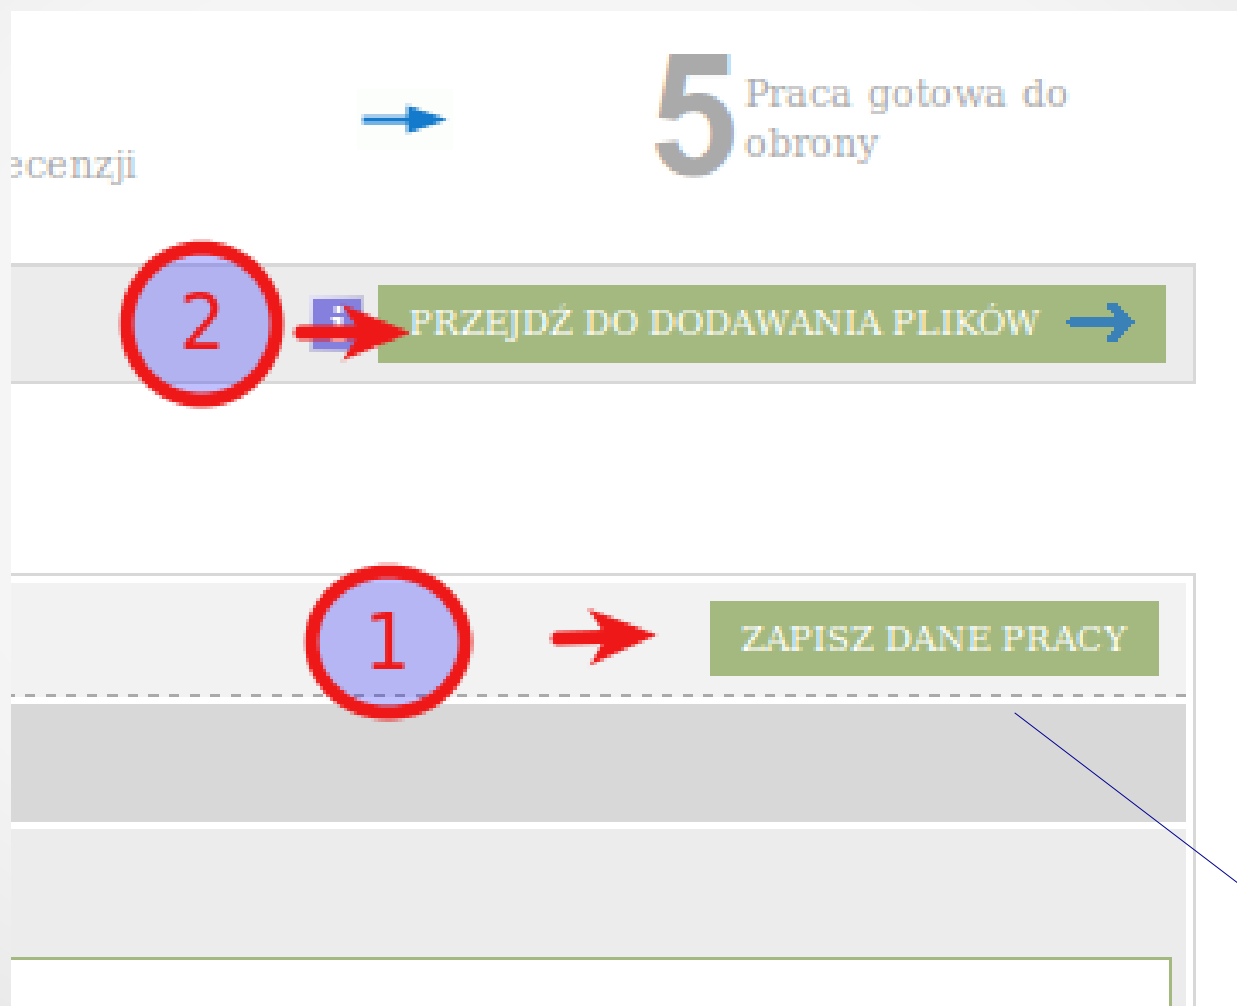 5 Praca gotowa do
obrony
ecenzji
2 i PRZEJDŹ DO DODAWANIA PLIKÓW
1 ZAPISZ DANE PRACY